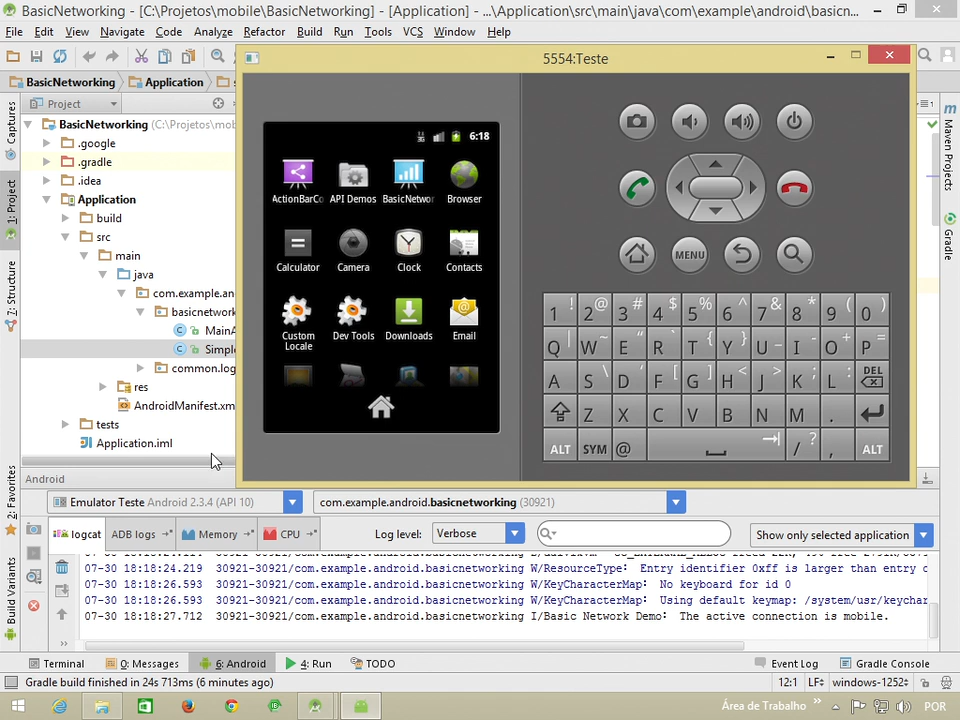 BasicNetworking - [C:\Projetos\mobile\BasicNetworking] - [Application] - ...\Application\src\main\java\com\example\android\basicn...
File Edit View Navigate Code Analyze Refactor Build Run Tools VCS Window Help
5554:Teste
BasicNetworking Application
Project
BasicNetworking (C:\Projetos\mob
.google
.gradle
.idea
Application
build
src
main
java
com.example.an
basicnetwork
MainA
Simple
common.log
res
AndroidManifest.xm
tests
Application.iml
Captures
1: Project
7: Structure
2: Favorites
Build Variants
Maven Projects
Gradle
6:18
ActionBarCo API Demos BasicNetwor Browser
Calculator Camera Clock Contacts
Custom Locale Dev Tools Downloads Email
MENU
1 ! 2 @ 3 # 4 $ 5 % 6 ^ 7 & 8 * 9 ( 0 )
Q | W ~ E " R ` T { Y } U _ I - O + P =
A S \ D ' F [ G ] H < J > K ; L : DEL
Z X C V B N M .
ALT SYM @ / ? , ALT
Android
Emulator Teste Android 2.3.4 (API 10) com.example.android.basicnetworking (30921)
logcat ADB logs Memory CPU Log level: Verbose Show only selected application
07-30 18:18:24.219 30921-30921/com.example.android.basicnetworking W/ResourceType: Entry identifier 0xff is larger than entry c
07-30 18:18:26.593 30921-30921/com.example.android.basicnetworking W/KeyCharacterMap: No keyboard for id 0
07-30 18:18:26.593 30921-30921/com.example.android.basicnetworking W/KeyCharacterMap: Using default keymap: /system/usr/keychar
07-30 18:18:27.712 30921-30921/com.example.android.basicnetworking I/Basic Network Demo: The active connection is mobile.
Terminal 0: Messages 6: Android 4: Run TODO Event Log Gradle Console
Gradle build finished in 24s 713ms (6 minutes ago) 12:1 LF windows-1252
Área de Trabalho POR